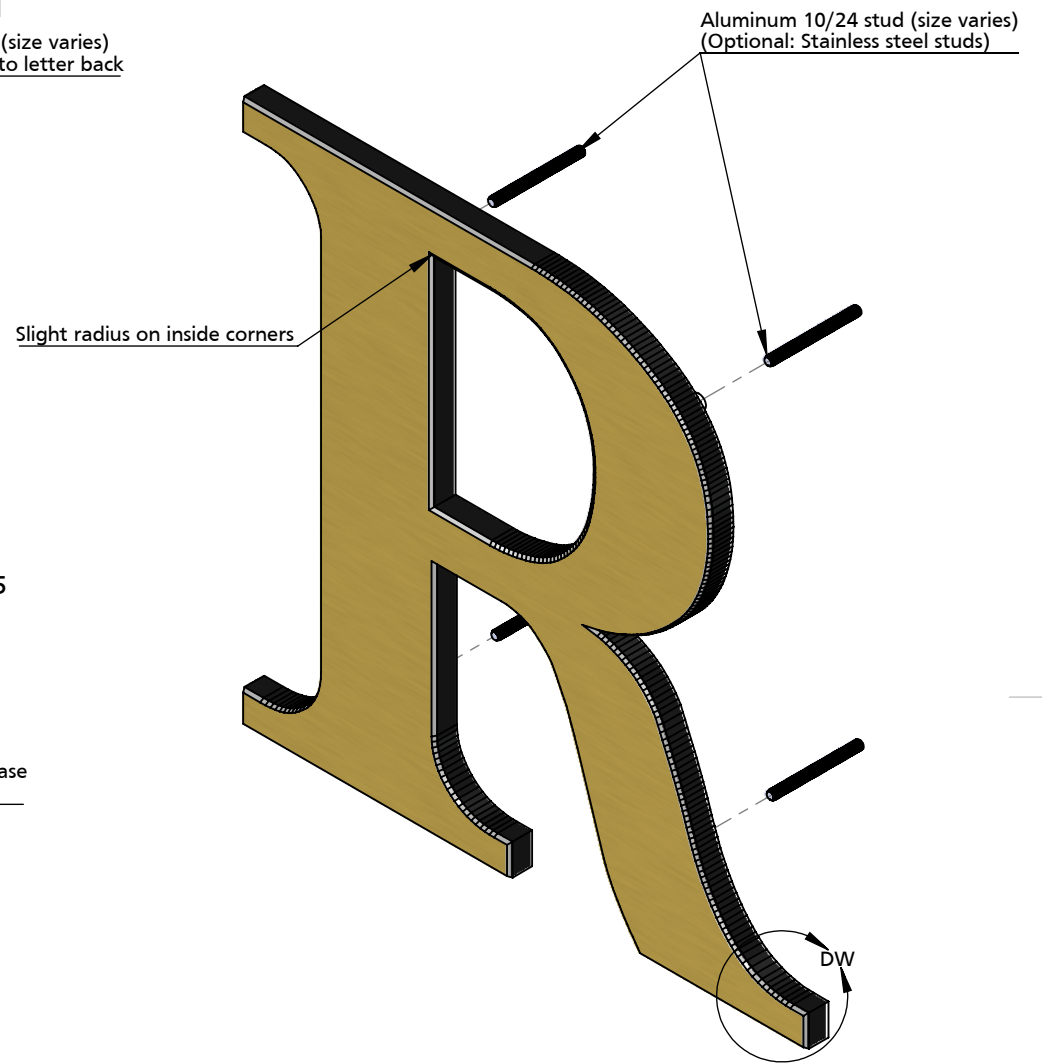 (size varies)
to letter back
Aluminum 10/24 stud (size varies)
(Optional: Stainless steel studs)
Slight radius on inside corners
5
ase
DW
R